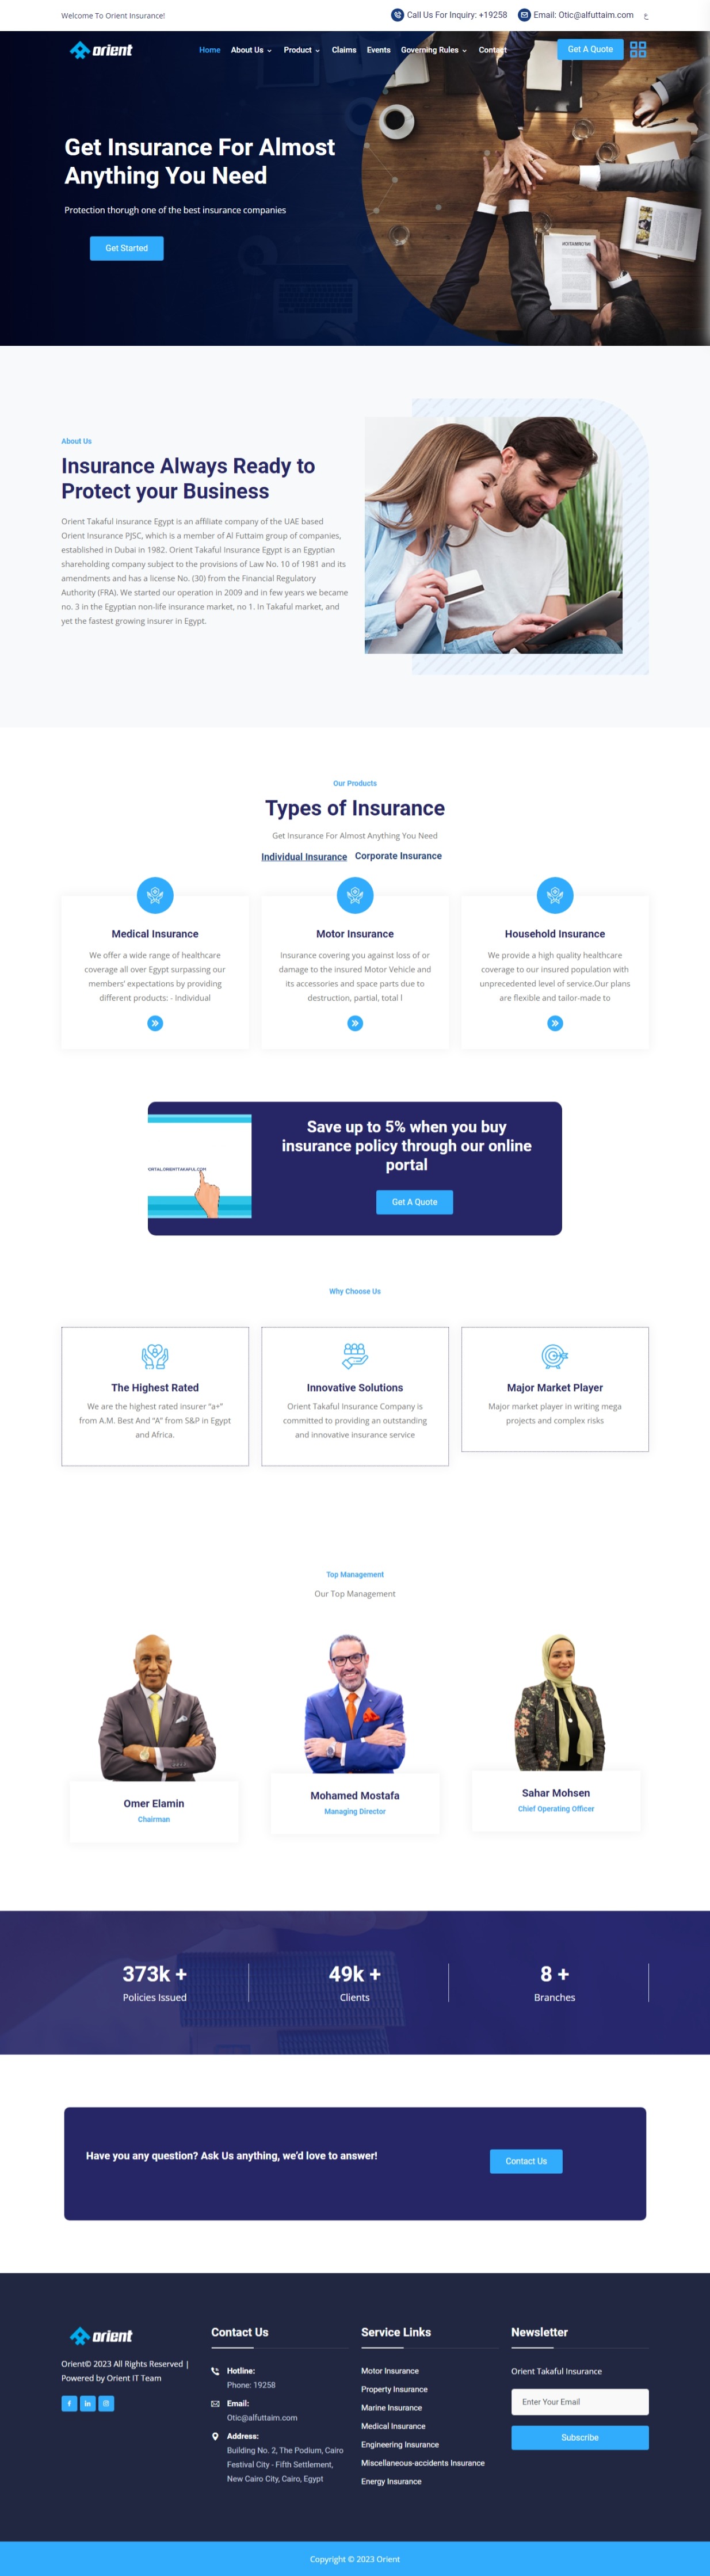 Welcome To Orient Insurance!
Call Us For Inquiry: +19258
Email: Otic@alfuttaim.com
ع
orient
Home
About Us
Product
Claims
Events
Governing Rules
Contact
Get A Quote
Get Insurance For Almost
Anything You Need
Protection thorugh one of the best insurance companies
Get Started
About Us
Insurance Always Ready to
Protect your Business
Orient Takaful Insurance Egypt is an affiliate company of the UAE based
Orient Insurance PJSC, which is a member of Al Futtaim group of companies,
established in Dubai in 1982. Orient Takaful Insurance Egypt is an Egyptian
shareholding company subject to the provisions of Law No. 10 of 1981 and its
amendments and has a license No. (30) from the Financial Regulatory
Authority (FRA). We started our operation in 2009 and in few years we became
no. 3 in the Egyptian non-life insurance market, no 1. In Takaful market, and
yet the fastest growing insurer in Egypt.
Our Products
Types of Insurance
Get Insurance For Almost Anything You Need
Individual Insurance
Corporate Insurance
Medical Insurance
We offer a wide range of healthcare
coverage all over Egypt surpassing our
members' expectations by providing
different products: - Individual
Motor Insurance
Insurance covering you against loss of or
damage to the insured Motor Vehicle and
its accessories and space parts due to
destruction, partial, total l
Household Insurance
We provide a high quality healthcare
coverage to our insured population with
unprecedented level of service.Our plans
are flexible and tailor-made to
ORTAL.ORIENTTAKAFUL.COM
Save up to 5% when you buy
insurance policy through our online
portal
Get A Quote
Why Choose Us
The Highest Rated
We are the highest rated insurer "a+"
from A.M. Best And "A" from S&P in Egypt
and Africa.
Innovative Solutions
Orient Takaful Insurance Company is
committed to providing an outstanding
and innovative insurance service
Major Market Player
Major market player in writing mega
projects and complex risks
Top Management
Our Top Management
Omer Elamin
Chairman
Mohamed Mostafa
Managing Director
Sahar Mohsen
Chief Operating Officer
373k +
Policies Issued
49k +
Clients
8 +
Branches
Have you any question? Ask Us anything, we'd love to answer!
Contact Us
orient
Orient© 2023 All Rights Reserved |
Powered by Orient IT Team
Contact Us
Hotline:
Phone: 19258
Email:
Otic@alfuttaim.com
Address:
Building No. 2, The Podium, Cairo
Festival City - Fifth Settlement,
New Cairo City, Cairo, Egypt
Service Links
Motor Insurance
Property Insurance
Marine Insurance
Medical Insurance
Engineering Insurance
Miscellaneous-accidents Insurance
Energy Insurance
Newsletter
Orient Takaful Insurance
Enter Your Email
Subscribe
Copyright © 2023 Orient